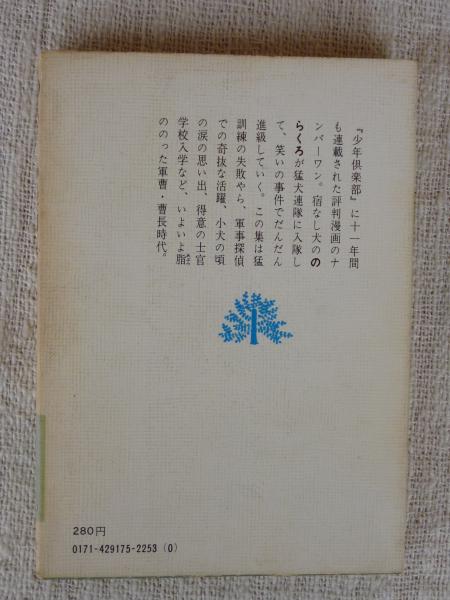 『少年倶楽部』に十一年間
も連載された評判漫画のナ
ンバーワン。宿なし犬のの
らくろが猛犬連隊に入隊し
て、笑いの事件でだんだん
進級していく。この集は猛
訓練の失敗やら、軍事探偵
での奇抜な活躍、小犬の頃
の涙の思い出、得意の士官
学校入学など、いよいよ脂
ののった軍曹・曹長時代。
280円
0171-429175-2253 (0)